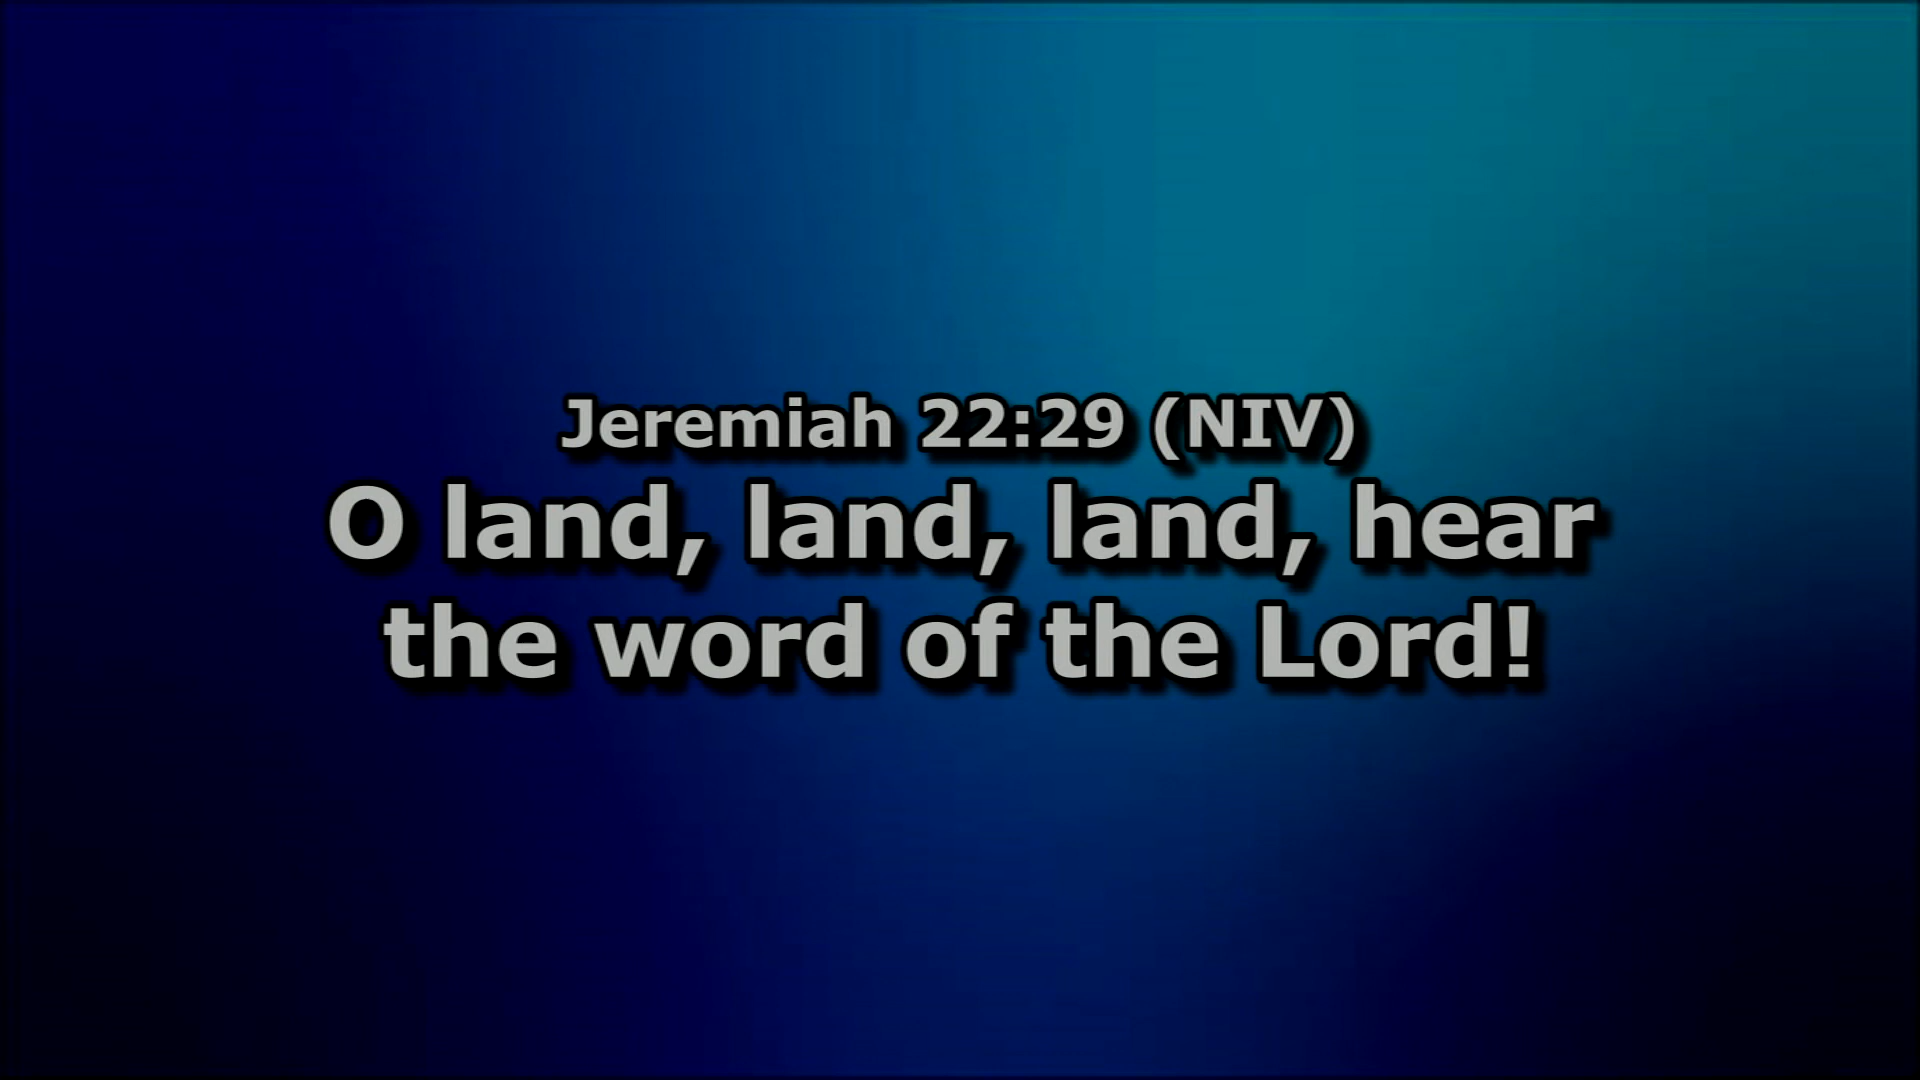 Jeremiah 22:29 (NIV)
O land, land, land, hear
the word of the Lord!